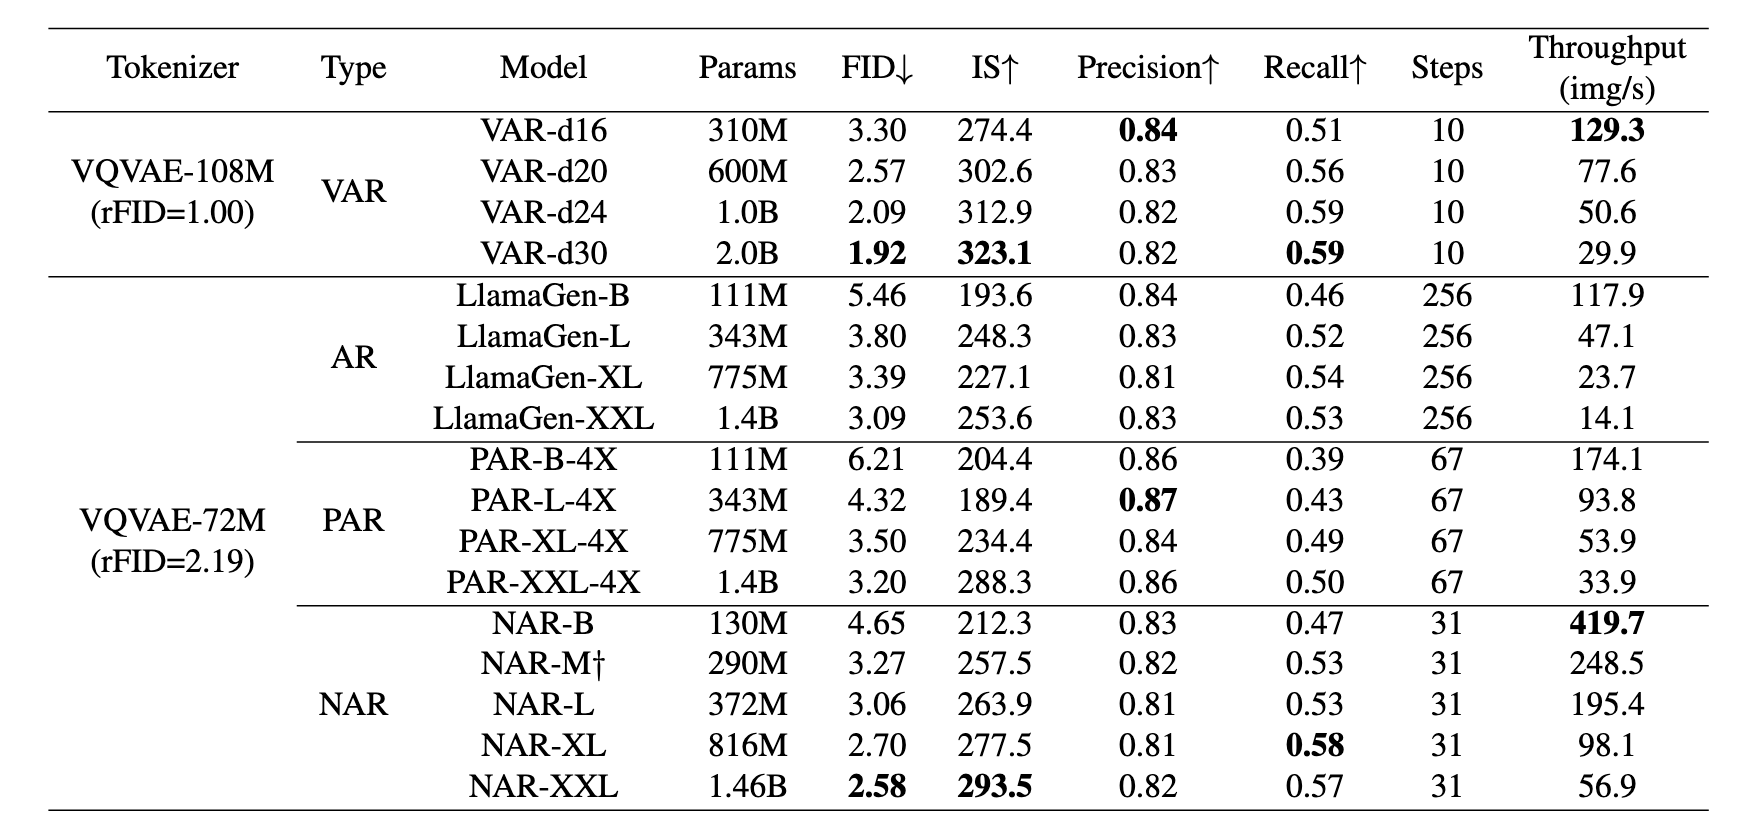 Tokenizer Type Model Params FID↓ IS↑ Precision↑ Recall↑ Steps Throughput (img/s)
VQVAE-108M (rFID=1.00) VAR VAR-d16 310M 3.30 274.4 0.84 0.51 10 129.3
VAR-d20 600M 2.57 302.6 0.83 0.56 10 77.6
VAR-d24 1.0B 2.09 312.9 0.82 0.59 10 50.6
VAR-d30 2.0B 1.92 323.1 0.82 0.59 10 29.9
VQVAE-72M (rFID=2.19) AR LlamaGen-B 111M 5.46 193.6 0.84 0.46 256 117.9
LlamaGen-L 343M 3.80 248.3 0.83 0.52 256 47.1
LlamaGen-XL 775M 3.39 227.1 0.81 0.54 256 23.7
LlamaGen-XXL 1.4B 3.09 253.6 0.83 0.53 256 14.1
PAR PAR-B-4X 111M 6.21 204.4 0.86 0.39 67 174.1
PAR-L-4X 343M 4.32 189.4 0.87 0.43 67 93.8
PAR-XL-4X 775M 3.50 234.4 0.84 0.49 67 53.9
PAR-XXL-4X 1.4B 3.20 288.3 0.86 0.50 67 33.9
NAR NAR-B 130M 4.65 212.3 0.83 0.47 31 419.7
NAR-M† 290M 3.27 257.5 0.82 0.53 31 248.5
NAR-L 372M 3.06 263.9 0.81 0.53 31 195.4
NAR-XL 816M 2.70 277.5 0.81 0.58 31 98.1
NAR-XXL 1.46B 2.58 293.5 0.82 0.57 31 56.9